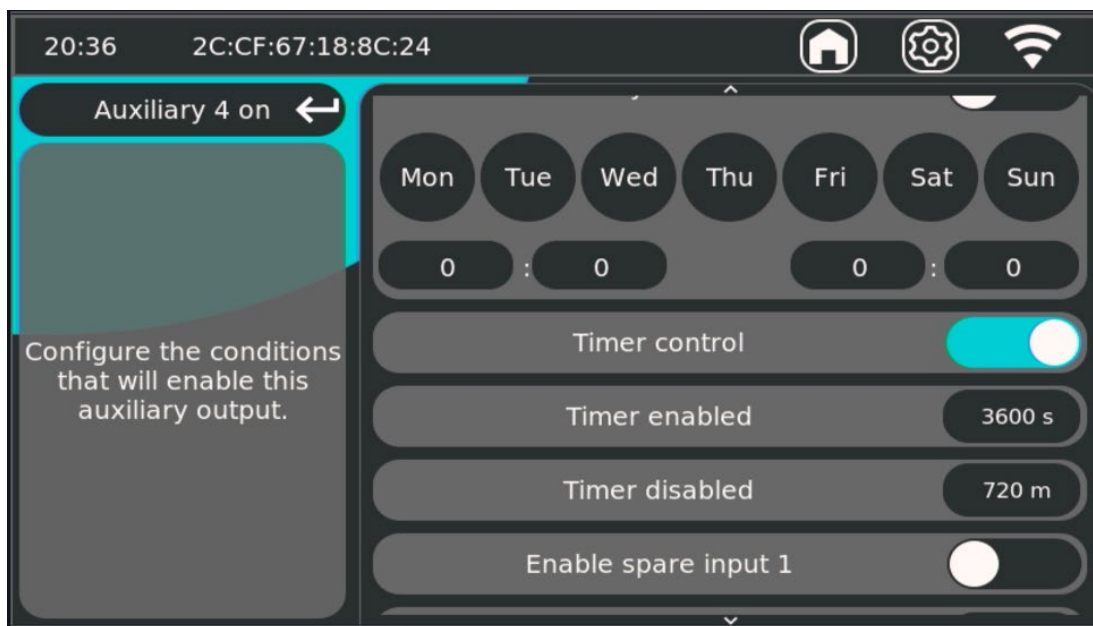 20:36 2C:CF:67:18:8C:24
Auxiliary 4 on
Configure the conditions
that will enable this
auxiliary output.
Mon Tue Wed Thu Fri Sat Sun
0 : 0 0 : 0
Timer control
Timer enabled 3600 s
Timer disabled 720 m
Enable spare input 1